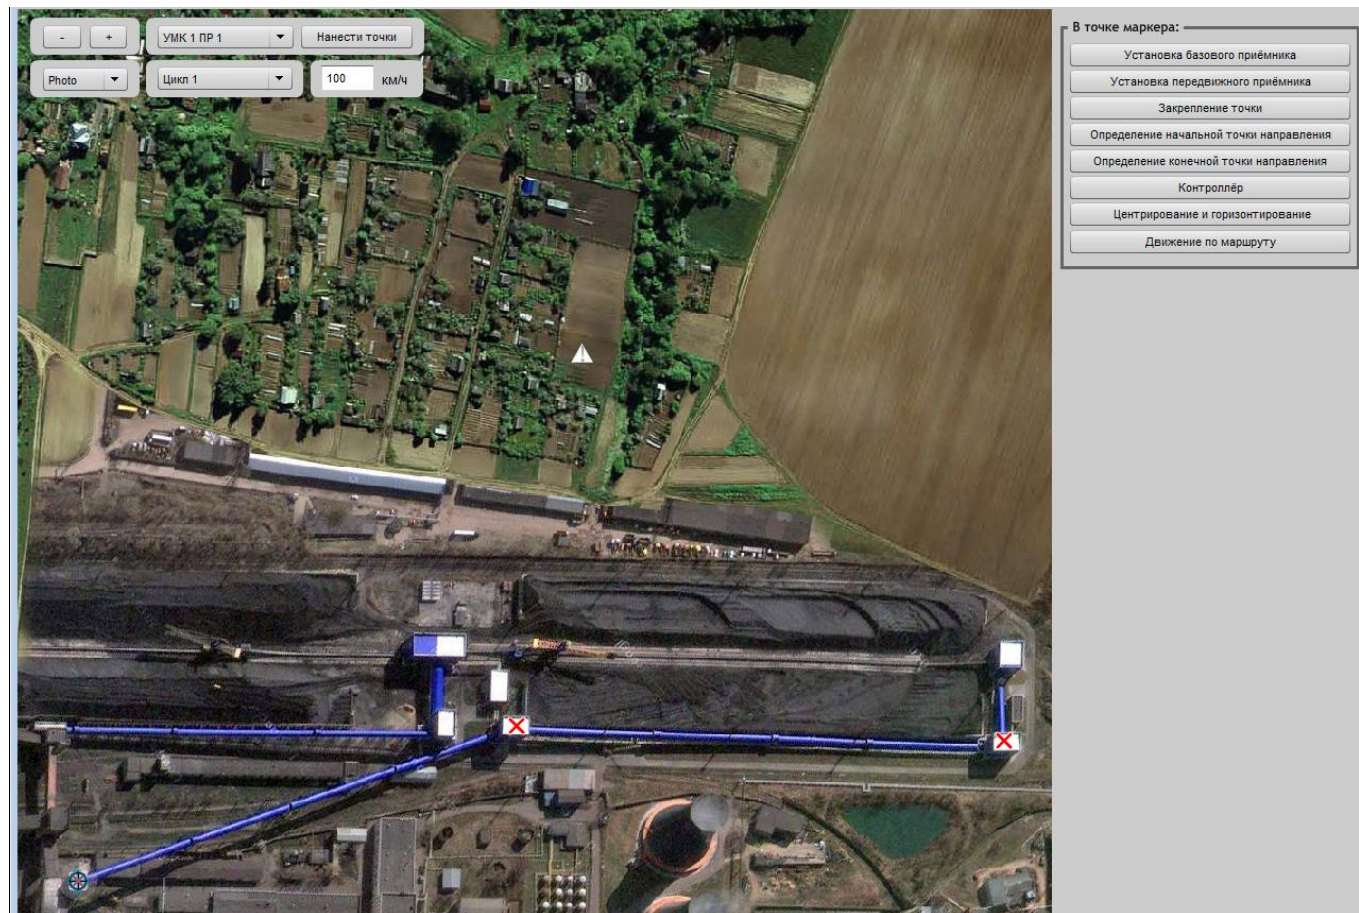 - +
УМК 1 ПР 1
Нанести точки
Photo
Цикл 1
100 км/ч
В точке маркера:
Установка базового приёмника
Установка передвижного приёмника
Закрепление точки
Определение начальной точки направления
Определение конечной точки направления
Контроллёр
Центрирование и горизонтирование
Движение по маршруту